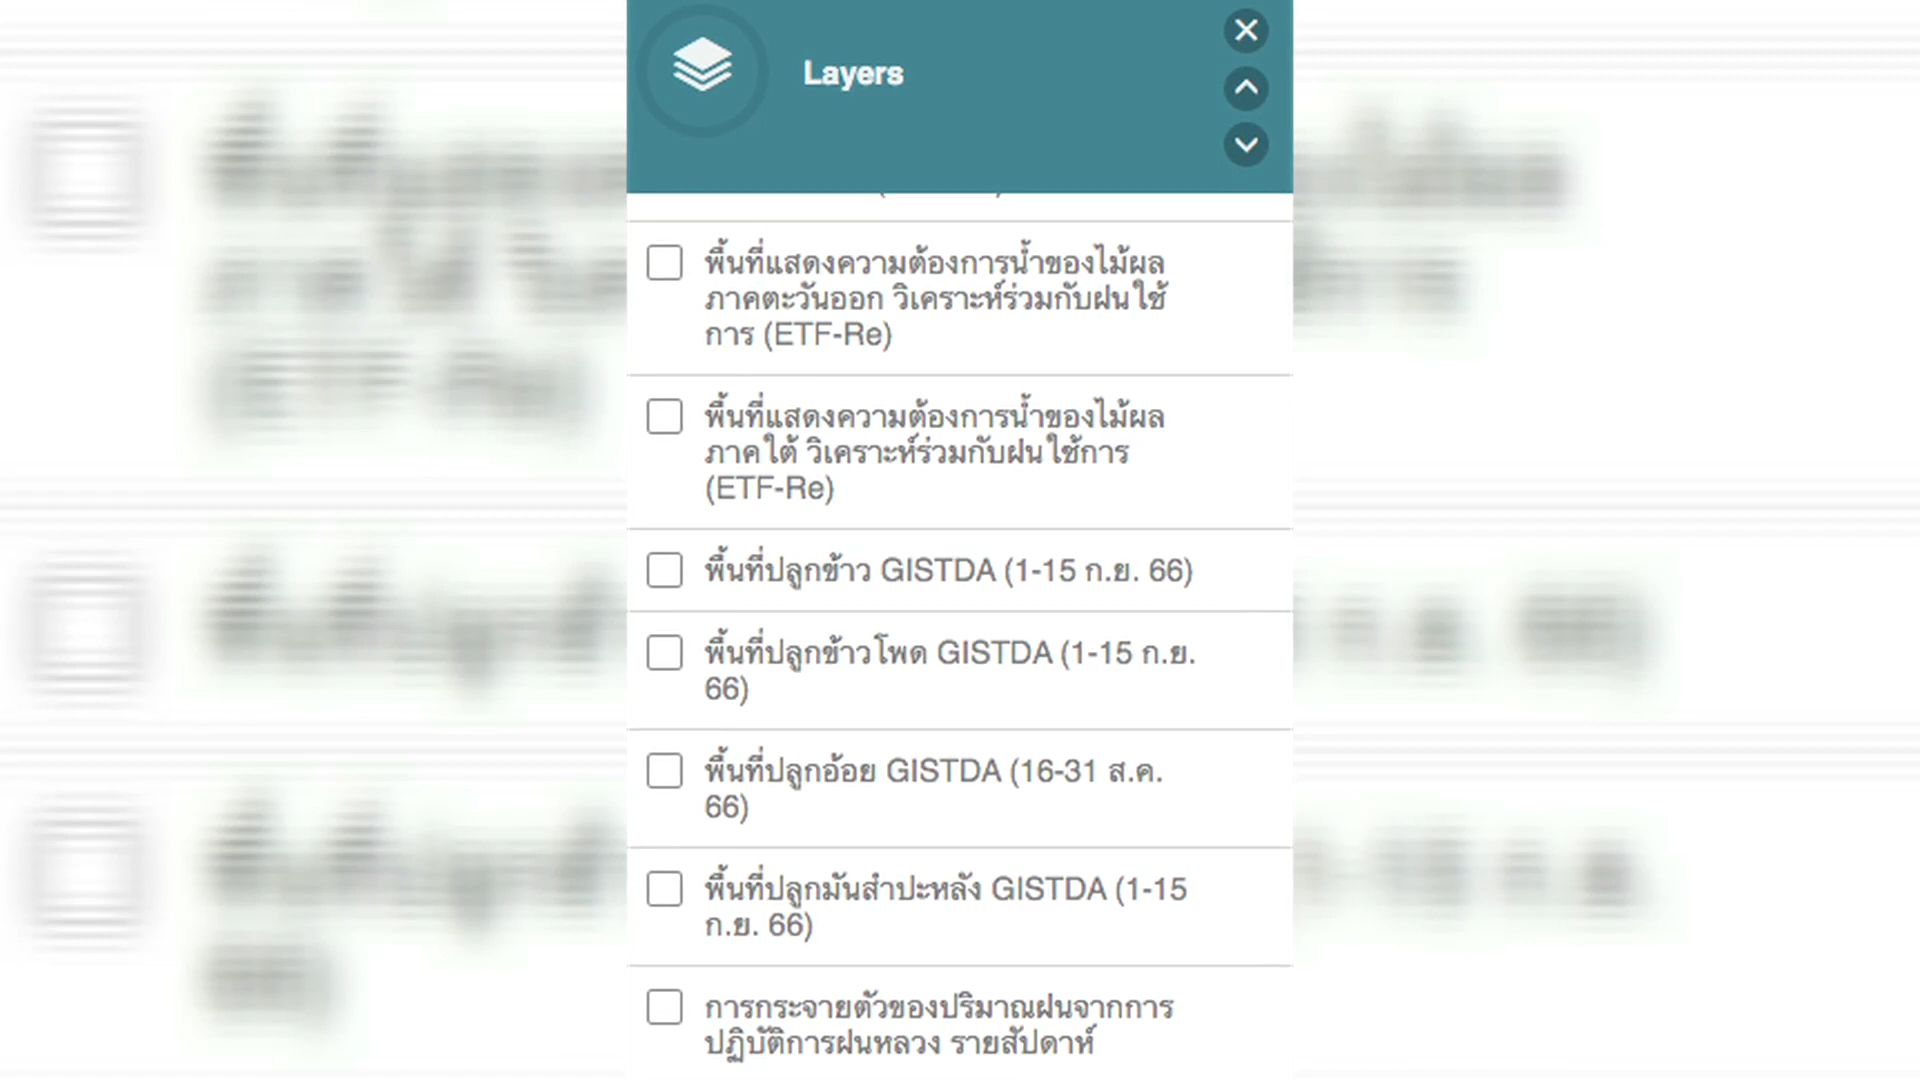 Layers
พื้นที่แสดงความต้องการน้ำของไม้ผล
ภาคตะวันออก วิเคราะห์ร่วมกับฝนใช้
การ (ETF-Re)
พื้นที่แสดงความต้องการน้ำของไม้ผล
ภาคใต้ วิเคราะห์ร่วมกับฝนใช้การ
(ETF-Re)
พื้นที่ปลูกข้าว GISTDA (1-15 ก.ย. 66)
พื้นที่ปลูกข้าวโพด GISTDA (1-15 ก.ย.
66)
พื้นที่ปลูกอ้อย GISTDA (16-31 ส.ค.
66)
พื้นที่ปลูกมันสำปะหลัง GISTDA (1-15
ก.ย. 66)
การกระจายตัวของปริมาณฝนจากการ
ปฏิบัติการฝนหลวง รายสัปดาห์